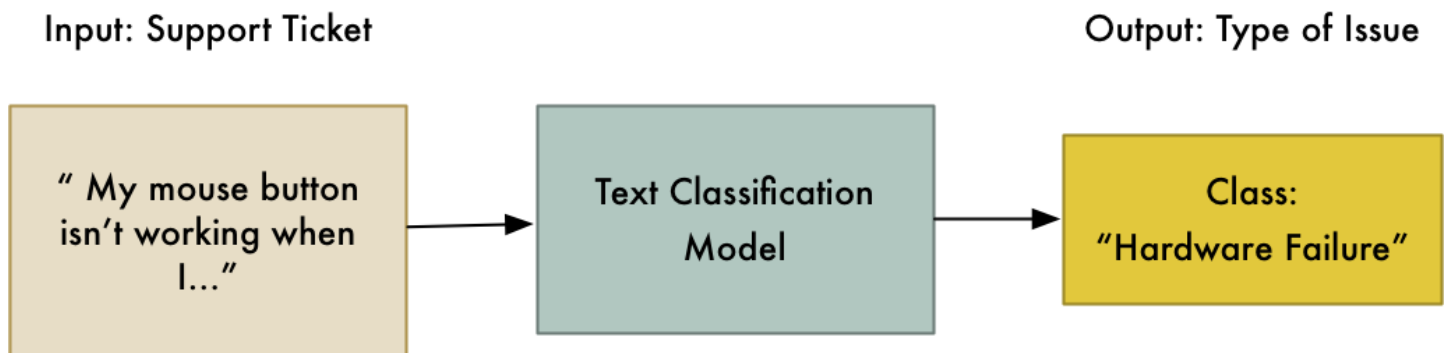 Input: Support Ticket
Output: Type of Issue
“ My mouse button
isn’t working when
I...”
Text Classification
Model
Class:
“Hardware Failure”